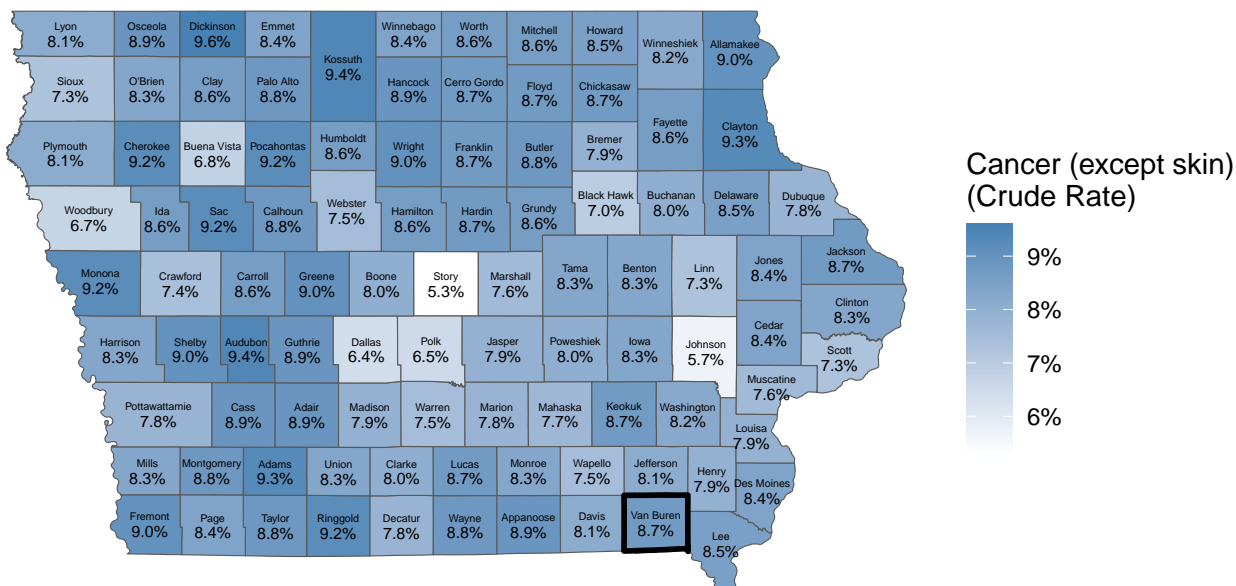 Lyon
8.1%
Osceola
8.9%
Dickinson
9.6%
Emmet
8.4%
Kossuth
9.4%
Winnebago
8.4%
Worth
8.6%
Mitchell
8.6%
Howard
8.5%
Winneshiek
8.2%
Allamakee
9.0%
Sioux
7.3%
O'Brien
8.3%
Clay
8.6%
Palo Alto
8.8%
Hancock
8.9%
Cerro Gordo
8.7%
Floyd
8.7%
Chickasaw
8.7%
Fayette
8.6%
Clayton
9.3%
Plymouth
8.1%
Cherokee
9.2%
Buena Vista
6.8%
Pocahontas
9.2%
Humboldt
8.6%
Wright
9.0%
Franklin
8.7%
Butler
8.8%
Bremer
7.9%
Woodbury
6.7%
Ida
8.6%
Sac
9.2%
Calhoun
8.8%
Webster
7.5%
Hamilton
8.6%
Hardin
8.7%
Grundy
8.6%
Black Hawk
7.0%
Buchanan
8.0%
Delaware
8.5%
Dubuque
7.8%
Monona
9.2%
Crawford
7.4%
Carroll
8.6%
Greene
9.0%
Boone
8.0%
Story
5.3%
Marshall
7.6%
Tama
8.3%
Benton
8.3%
Linn
7.3%
Jones
8.4%
Jackson
8.7%
Clinton
8.3%
Harrison
8.3%
Shelby
9.0%
Audubon
9.4%
Guthrie
8.9%
Dallas
6.4%
Polk
6.5%
Jasper
7.9%
Poweshiek
8.0%
Iowa
8.3%
Johnson
5.7%
Cedar
8.4%
Scott
7.3%
Muscatine
7.6%
Pottawattamie
7.8%
Cass
8.9%
Adair
8.9%
Madison
7.9%
Warren
7.5%
Marion
7.8%
Mahaska
7.7%
Keokuk
8.7%
Washington
8.2%
Louisa
7.9%
Mills
8.3%
Montgomery
8.8%
Adams
9.3%
Union
8.3%
Clarke
8.0%
Lucas
8.7%
Monroe
8.3%
Wapello
7.5%
Jefferson
8.1%
Henry
7.9%
Des Moines
8.4%
Fremont
9.0%
Page
8.4%
Taylor
8.8%
Ringgold
9.2%
Decatur
7.8%
Wayne
8.8%
Appanoose
8.9%
Davis
8.1%
Van Buren
8.7%
Lee
8.5%
Cancer (except skin)
(Crude Rate)
9%
8%
7%
6%